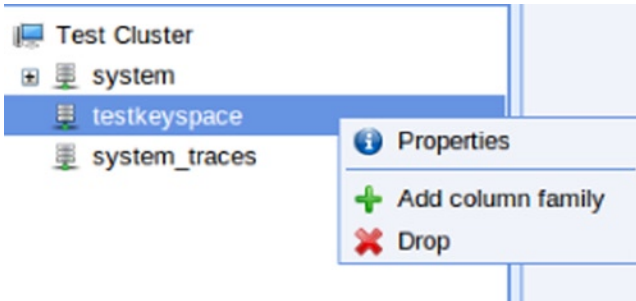 Test Cluster
system
testkeyspace
system_traces
Properties
Add column family
Drop